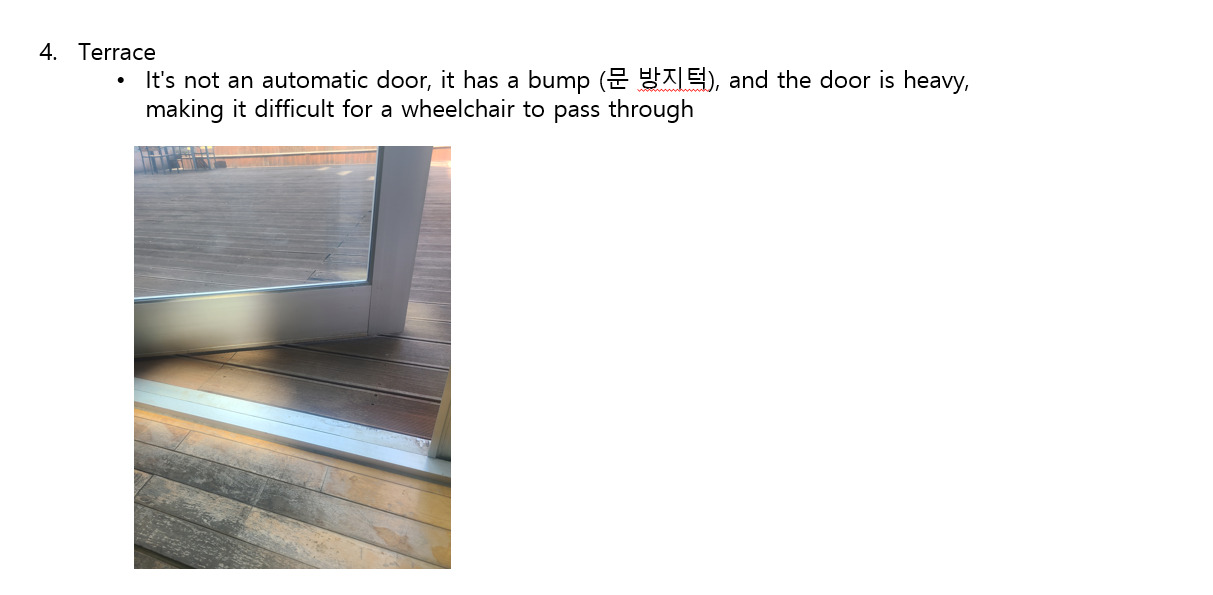 4. Terrace
• It's not an automatic door, it has a bump (문 방지턱), and the door is heavy,
making it difficult for a wheelchair to pass through